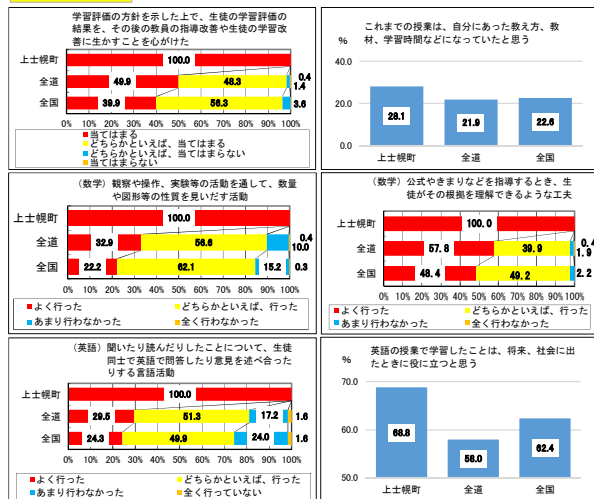 学習評価の方針を示した上で、生徒の学習評価の
結果を、その後の教員の指導改善や生徒の学習改
善に生かすことを心がけた
上士幌町 100.0
全道 49.9 48.3 0.4
1.4
全国 39.9 56.3 3.6
0% 10% 20% 30% 40% 50% 60% 70% 80% 90% 100%
当てはまる
どちらかといえば、当てはまる
どちらかといえば、当てはまらない
当てはまらない
これまでの授業は、自分にあった教え方、教
材、学習時間などになっていたと思う
%
40.0
20.0
0.0
28.1 21.9 22.6
上士幌町 全道 全国
（数学）観察や操作、実験等の活動を通して、数量
や図形等の性質を見いだす活動
上士幌町 100.0
全道 32.9 56.6 0.4
10.0
全国 22.2 62.1 15.2 0.3
0% 10% 20% 30% 40% 50% 60% 70% 80% 90% 100%
よく行った どちらかといえば、行った
あまり行わなかった 全く行わなかった
（数学）公式やきまりなどを指導するとき、生
徒がその根拠を理解できるような工夫
上士幌町 100.0
全道 57.8 39.9 0.4
1.9
全国 48.4 49.2 2.2
0% 10% 20% 30% 40% 50% 60% 70% 80% 90% 100%
よく行った どちらかといえば、行った
あまり行わなかった 全く行わなかった
（英語）聞いたり読んだりしたことについて、生徒
同士で英語で問答したり意見を述べ合った
りする言語活動
上士幌町 100.0
全道 29.5 51.3 17.2 1.6
全国 24.3 49.9 24.0 1.6
0% 10% 20% 30% 40% 50% 60% 70% 80% 90% 100%
よく行った どちらかといえば、行った
あまり行わなかった 全く行っていない
英語の授業で学習したことは、将来、社会に出
たときに役に立つと思う
%
70.0
60.0
50.0
68.8 58.0 62.4
上士幌町 全道 全国